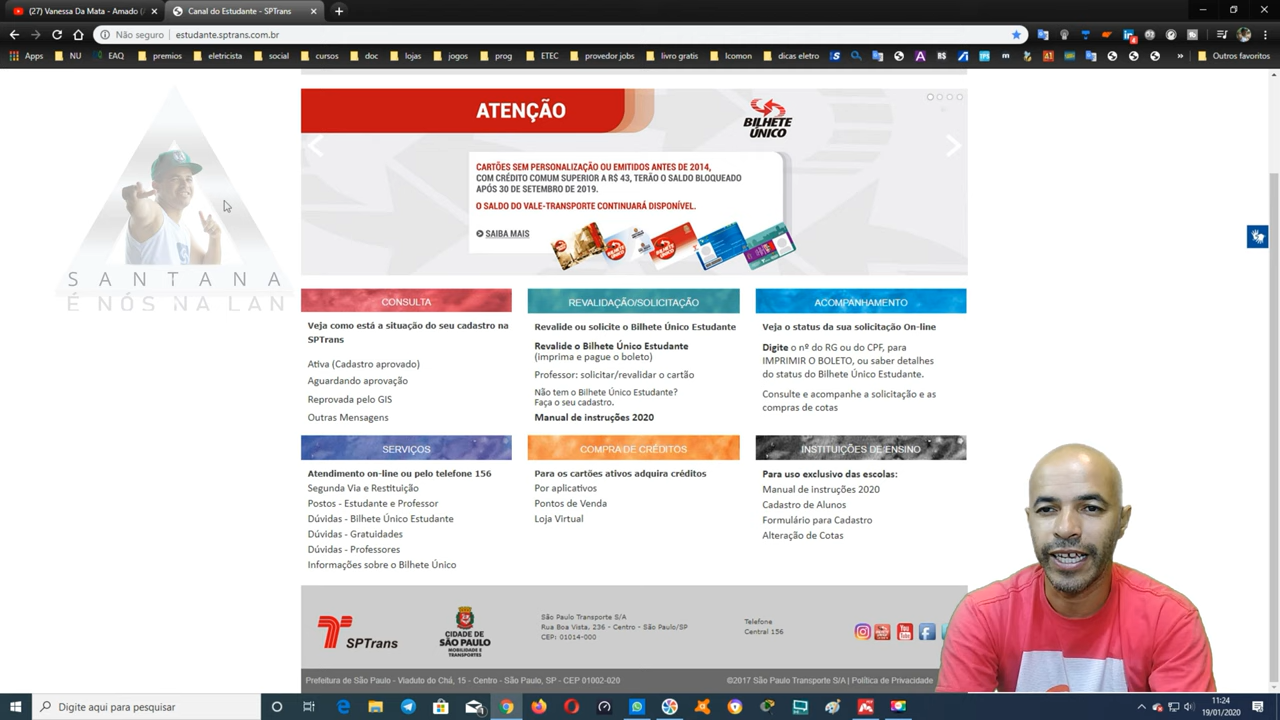 (27) Vanessa Da Mata - Amado (
Canal do Estudante - SPTrans
Não seguro | estudante.sptrans.com.br
Apps NU EAQ premios eletricista social cursos doc lojas jogos prog ETEC provedor jobs livro gratis Icomon dicas eletro Outros favoritos
ATENÇÃO
BILHETE
ÚNICO
CARTÕES SEM PERSONALIZAÇÃO OU EMITIDOS ANTES DE 2014,
COM CRÉDITO COMUM SUPERIOR A R$ 43, TERÃO O SALDO BLOQUEADO
APÓS 30 DE SETEMBRO DE 2019.
O SALDO DO VALE-TRANSPORTE CONTINUARÁ DISPONÍVEL.
SAIBA MAIS
SANTANA
É NÓS NA LAN
CONSULTA
Veja como está a situação do seu cadastro na
SPTrans
Ativa (Cadastro aprovado)
Aguardando aprovação
Reprovada pelo GIS
Outras Mensagens
REVALIDAÇÃO/SOLICITAÇÃO
Revalide ou solicite o Bilhete Único Estudante
Revalide o Bilhete Único Estudante
(imprima e pague o boleto)
Professor: solicitar/revalidar o cartão
Não tem o Bilhete Único Estudante?
Faça o seu cadastro.
Manual de instruções 2020
ACOMPANHAMENTO
Veja o status da sua solicitação On-line
Digite o nº do RG ou do CPF, para
IMPRIMIR O BOLETO, ou saber detalhes
do status do Bilhete Único Estudante.
Consulte e acompanhe a solicitação e as
compras de cotas
SERVIÇOS
Atendimento on-line ou pelo telefone 156
Segunda Via e Restituição
Postos - Estudante e Professor
Dúvidas - Bilhete Único Estudante
Dúvidas - Gratuidades
Dúvidas - Professores
Informações sobre o Bilhete Único
COMPRA DE CRÉDITOS
Para os cartões ativos adquira créditos
Por aplicativos
Pontos de Venda
Loja Virtual
INSTITUIÇÕES DE ENSINO
Para uso exclusivo das escolas:
Manual de instruções 2020
Cadastro de Alunos
Formulário para Cadastro
Alteração de Cotas
SPTrans
CIDADE DE
SÃO PAULO
MOBILIDADE E
TRANSPORTES
São Paulo Transporte S/A
Rua Boa Vista, 236 - Centro - São Paulo/SP
CEP: 01014-000
Telefone
Central 156
Prefeitura de São Paulo - Viaduto do Chá, 15 - Centro - São Paulo, SP - CEP 01002-020
©2017 São Paulo Transporte S/A | Política de Privacidade
Digite aqui para pesquisar
11:24
19/01/2020